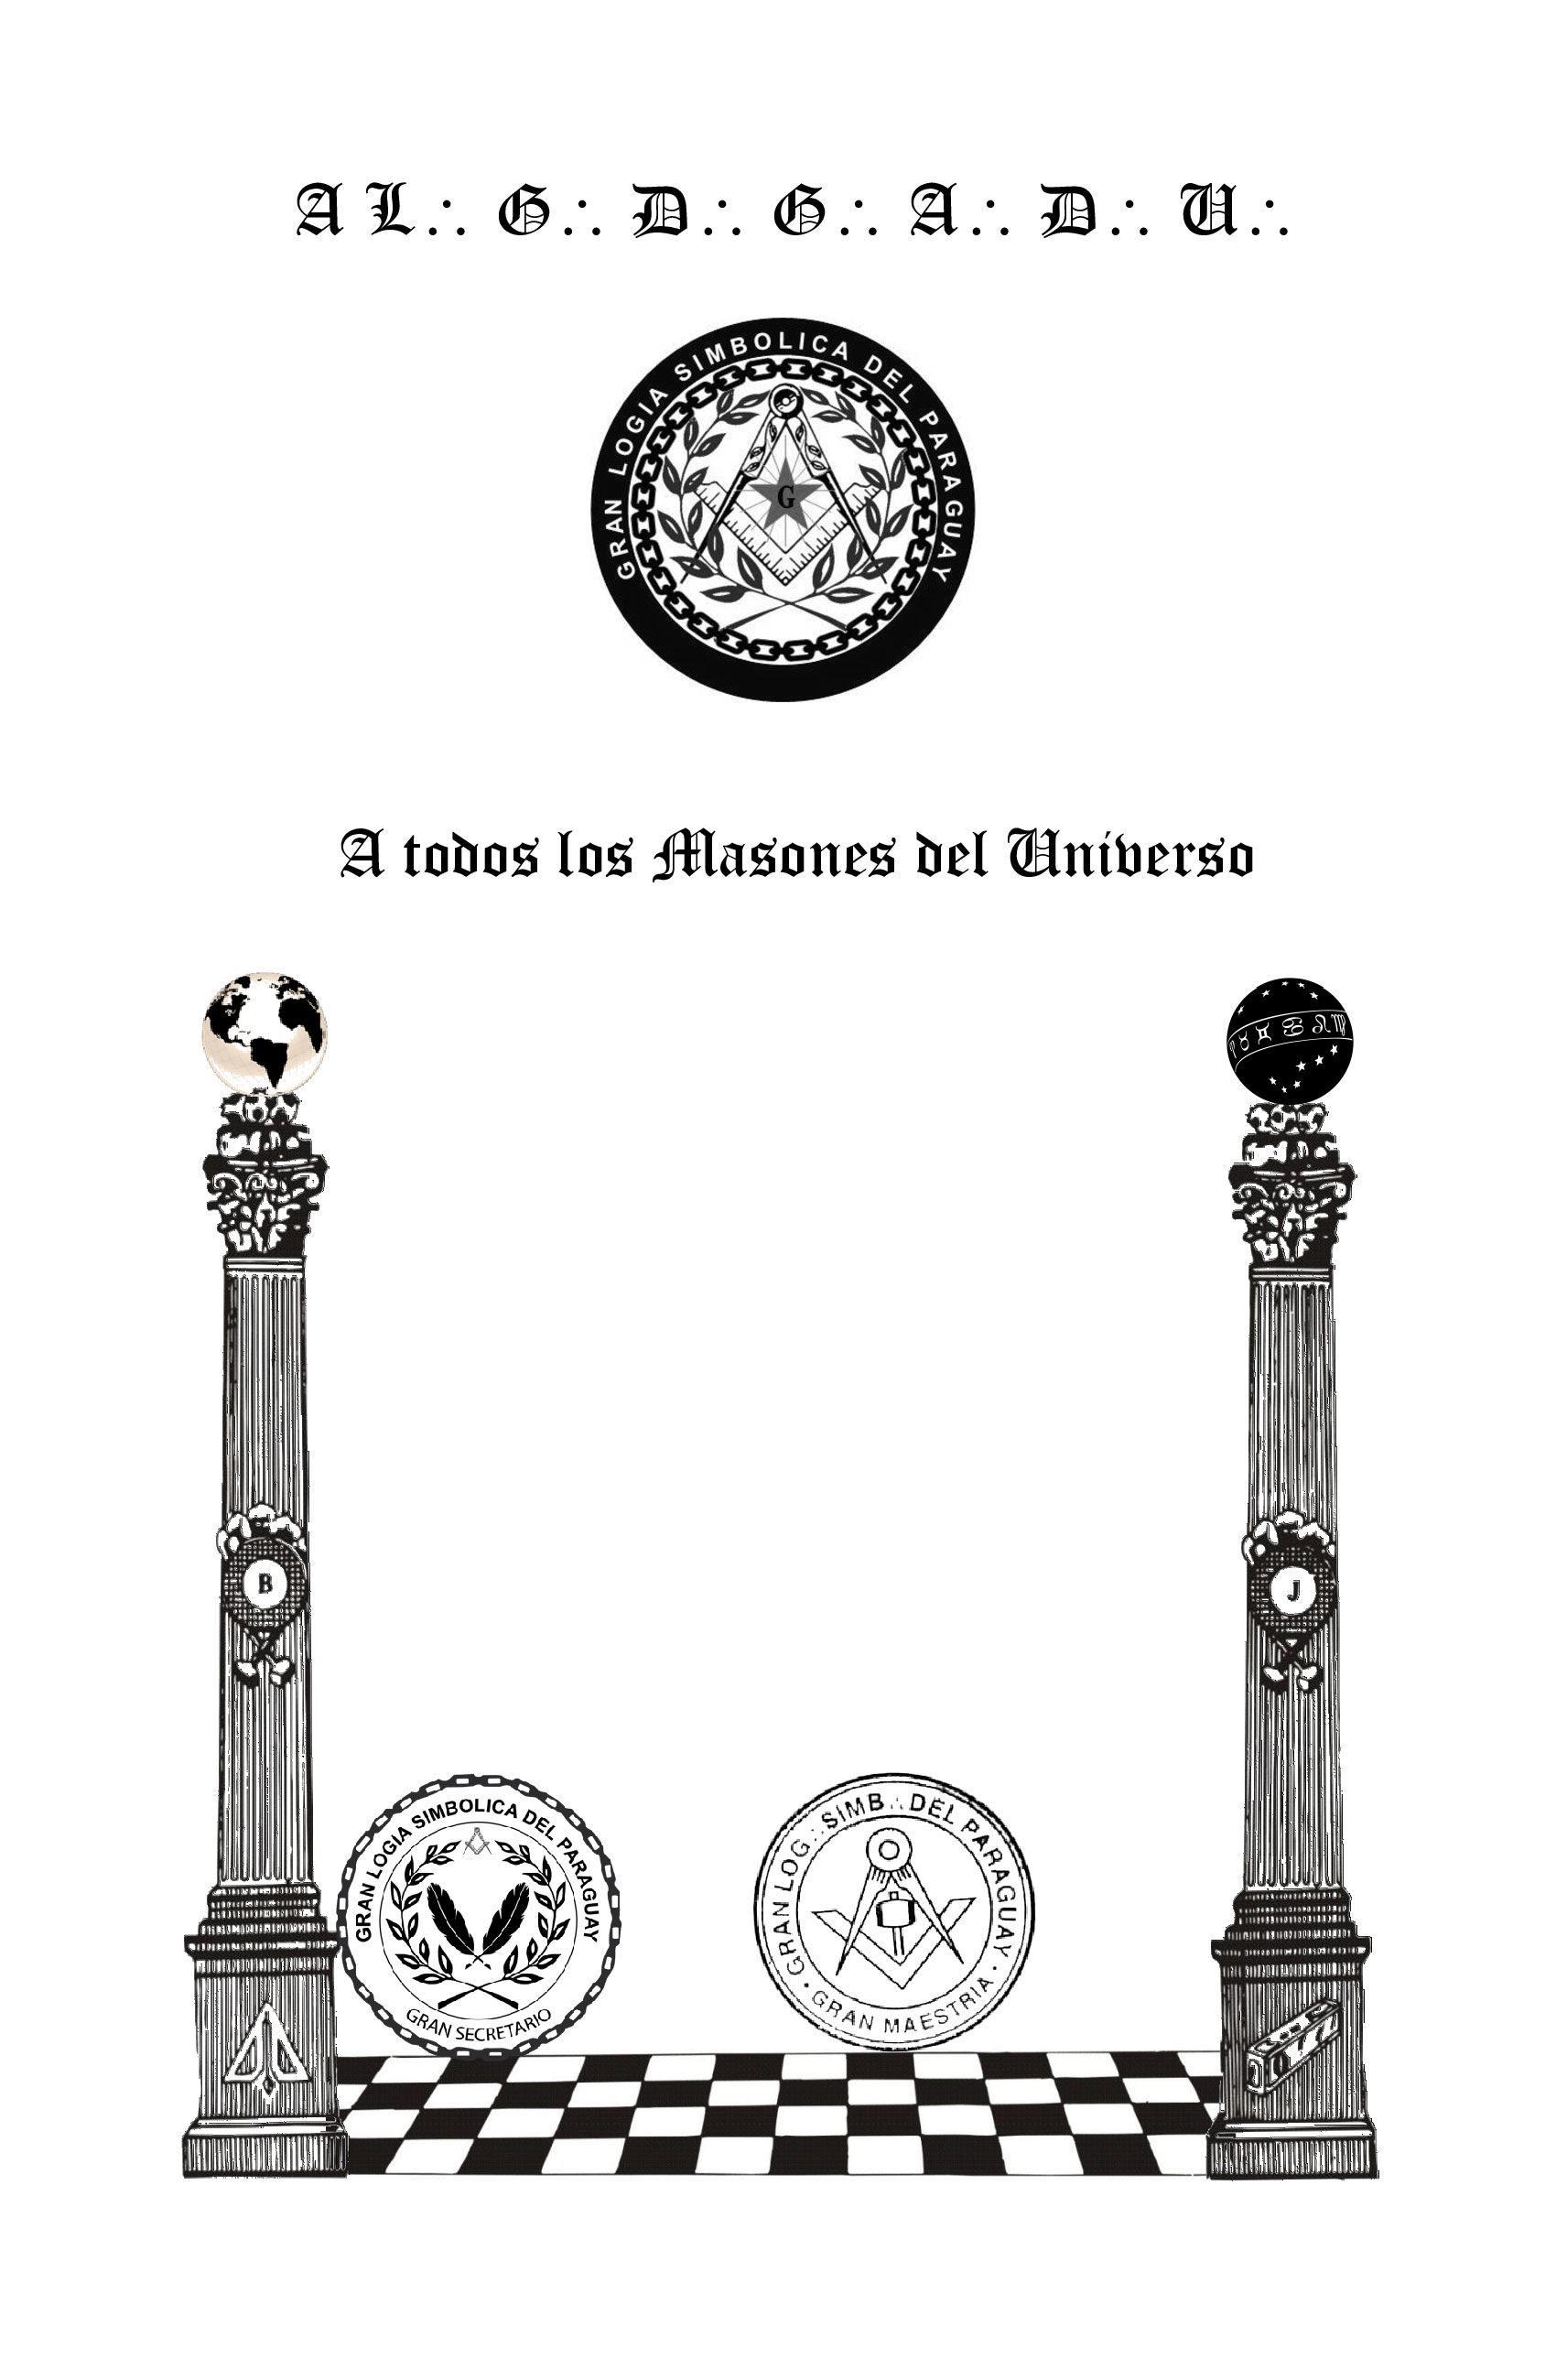 A L∴ G∴ D∴ G∴ A∴ D∴ U∴
GRAN LOGIA SIMBOLICA DEL PARAGUAY
G
A todos los Masones del Universo
B
J
GRAN LOGIA SIMBOLICA DEL PARAGUAY
GRAN SECRETARIO
GRAN LOG∴ SIMB∴ DEL PARAGUAY
· GRAN MAESTRIA ·